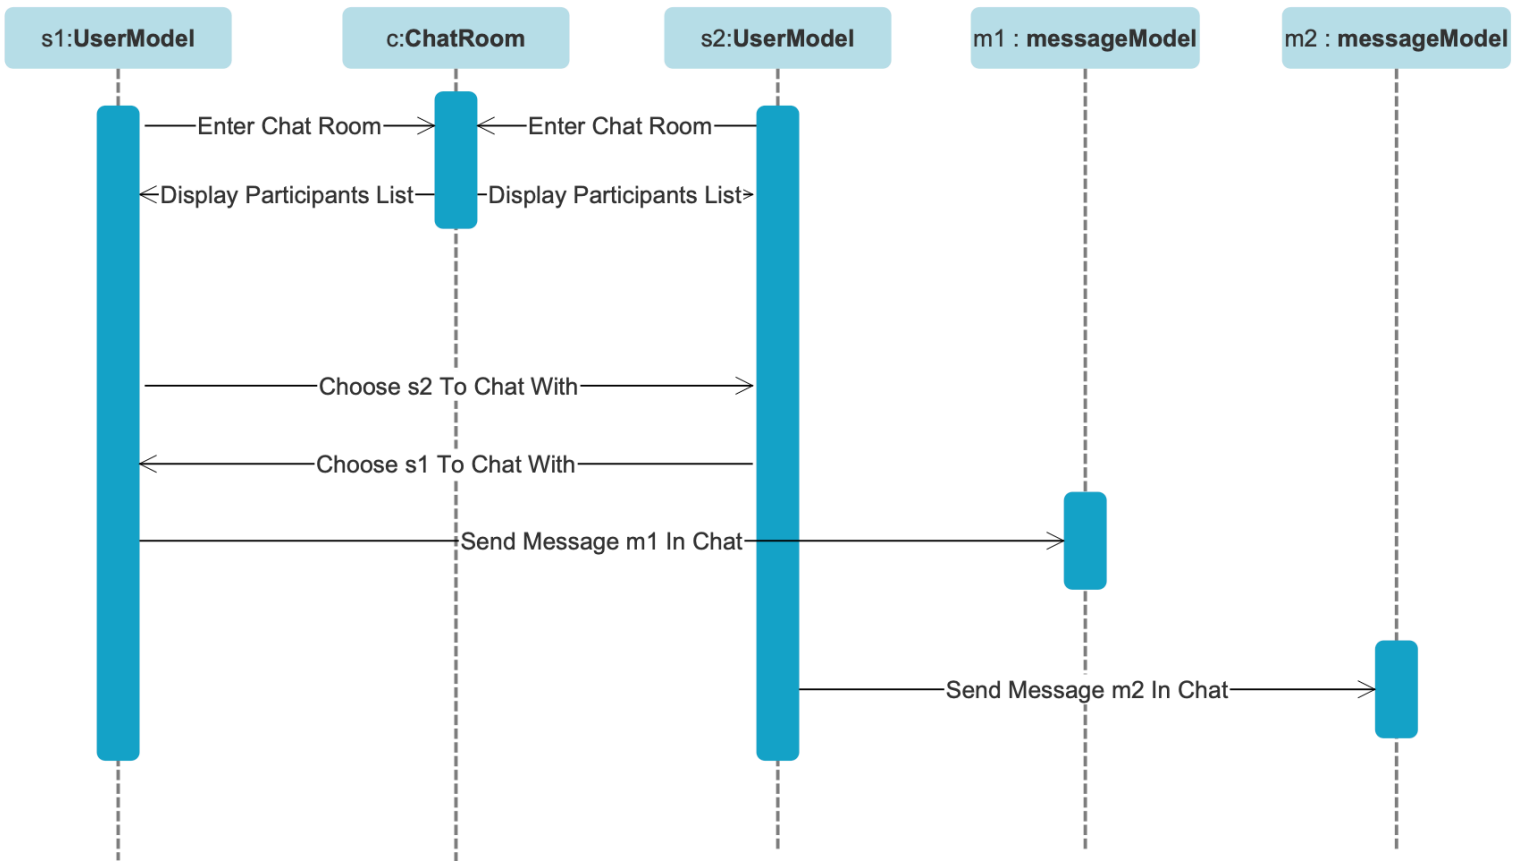 s1:UserModel
c:ChatRoom
s2:UserModel
m1 : messageModel
m2 : messageModel
Enter Chat Room
Enter Chat Room
Display Participants List
Display Participants List
Choose s2 To Chat With
Choose s1 To Chat With
Send Message m1 In Chat
Send Message m2 In Chat